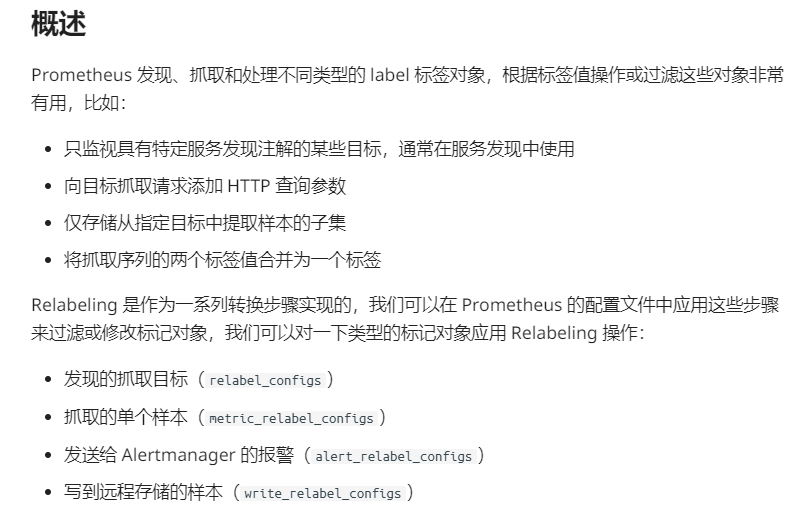 概述
Prometheus 发现、抓取和处理不同类型的 label 标签对象，根据标签值操作或过滤这些对象非常
有用，比如：
只监视具有特定服务发现注解的某些目标，通常在服务发现中使用
向目标抓取请求添加 HTTP 查询参数
仅存储从指定目标中提取样本的子集
将抓取序列的两个标签值合并为一个标签
Relabeling 是作为一系列转换步骤实现的，我们可以在 Prometheus 的配置文件中应用这些步骤
来过滤或修改标记对象，我们可以对一下类型的标记对象应用 Relabeling 操作：
发现的抓取目标（relabel_configs）
抓取的单个样本（metric_relabel_configs）
发送给 Alertmanager 的报警（alert_relabel_configs）
写到远程存储的样本（write_relabel_configs）